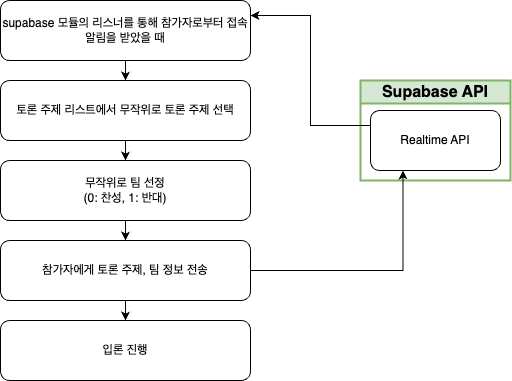 supabase 모듈의 리스너를 통해 참가자로부터 접속
알림을 받았을 때
토론 주제 리스트에서 무작위로 토론 주제 선택
무작위로 팀 선정
(0: 찬성, 1: 반대)
참가자에게 토론 주제, 팀 정보 전송
입론 진행
Supabase API
Realtime API